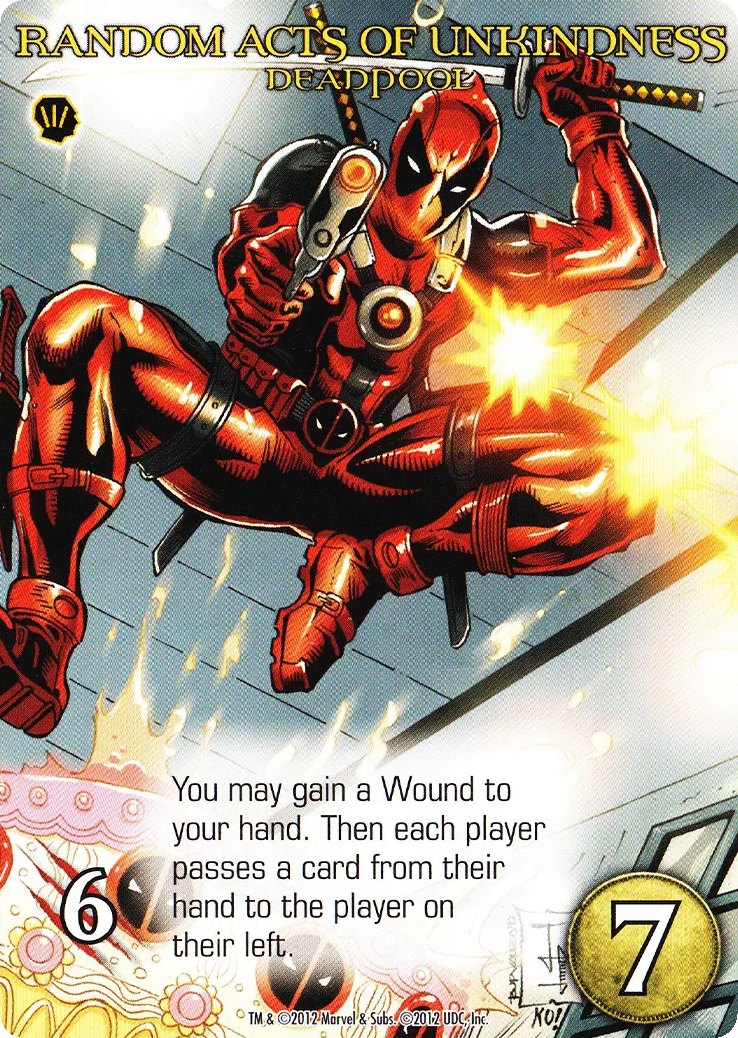 RANDOM ACTS OF UNKINDNESS
DEADPOOL
You may gain a Wound to
your hand. Then each player
passes a card from their
hand to the player on
their left.
6
7
KO!
TM & ©2012 Marvel & Subs. ©2012 UDC, Inc.